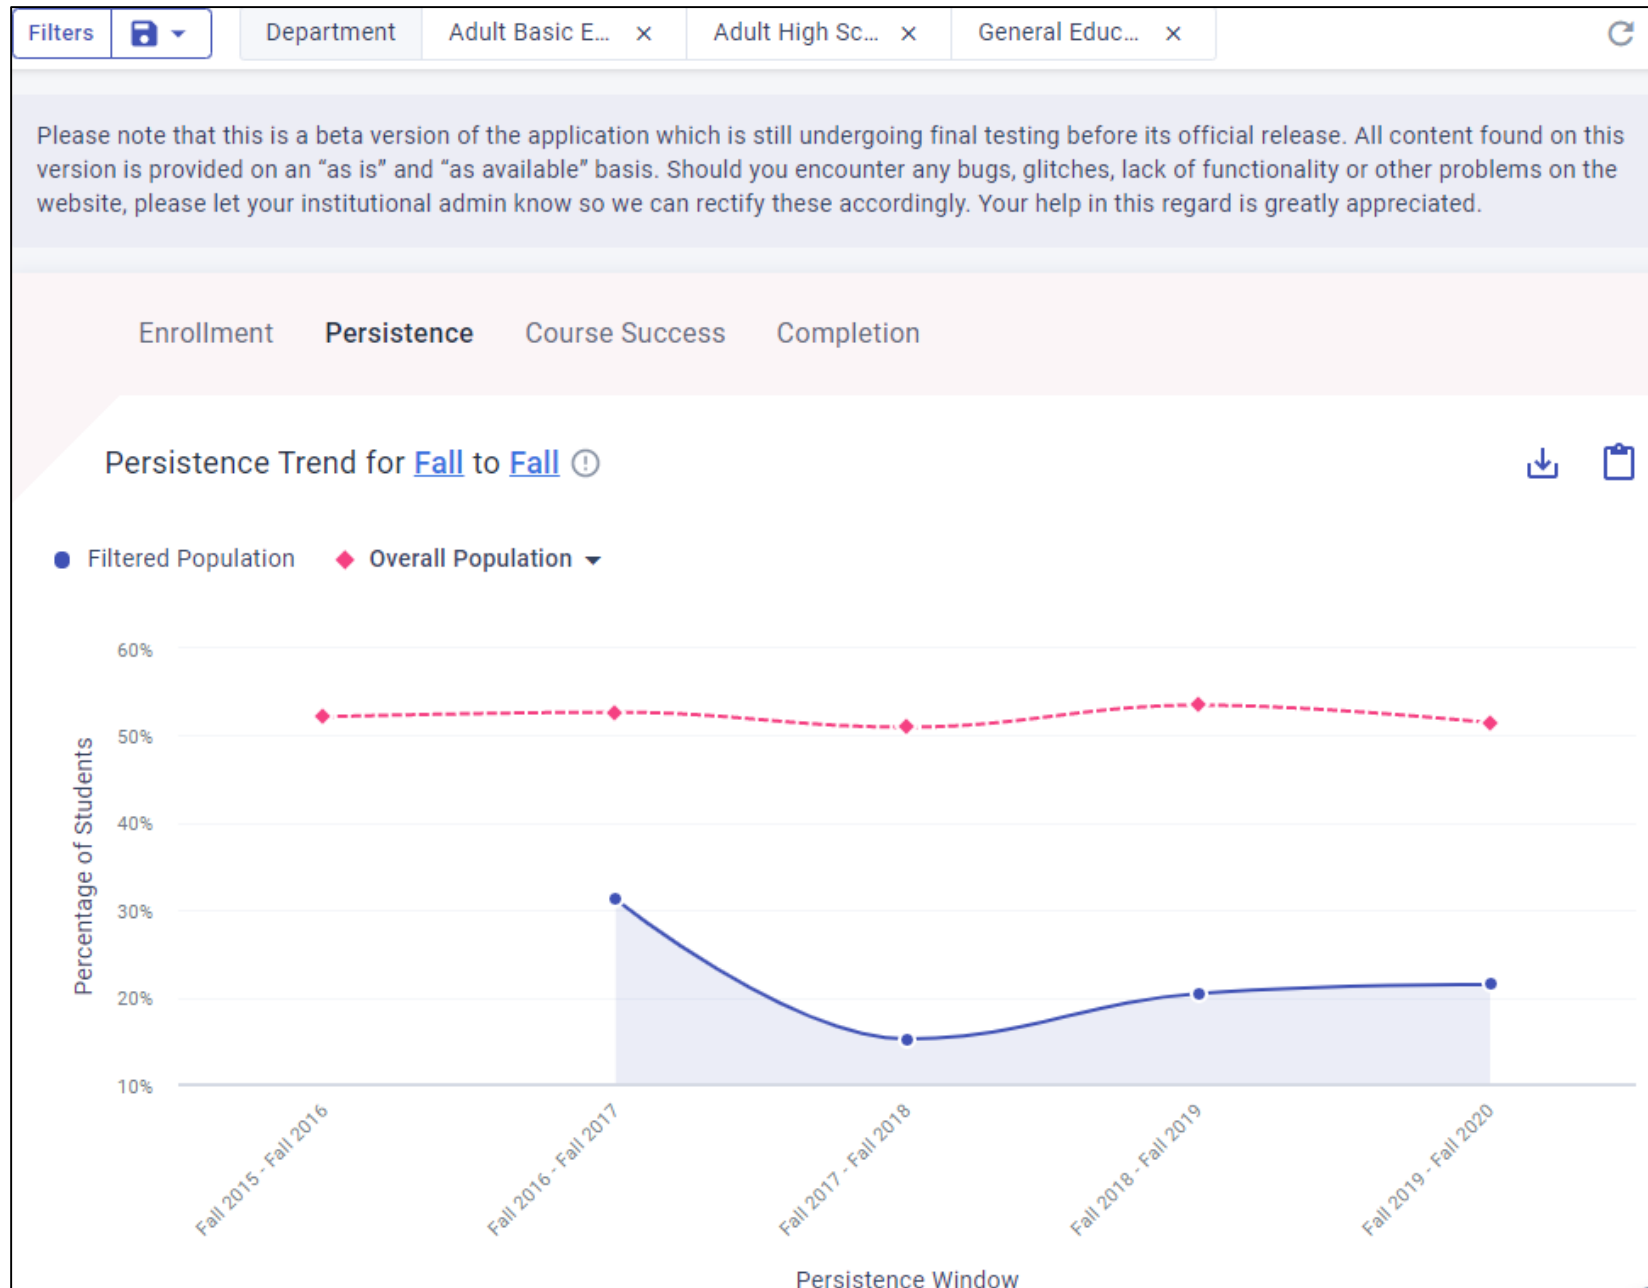 Filters Department Adult Basic E... Adult High Sc... General Educ...
Please note that this is a beta version of the application which is still undergoing final testing before its official release. All content found on this
version is provided on an “as is” and “as available” basis. Should you encounter any bugs, glitches, lack of functionality or other problems on the
website, please let your institutional admin know so we can rectify these accordingly. Your help in this regard is greatly appreciated.
Enrollment Persistence Course Success Completion
Persistence Trend for Fall to Fall
Filtered Population Overall Population
Percentage of Students
60%
50%
40%
30%
20%
10%
Fall 2015 - Fall 2016
Fall 2016 - Fall 2017
Fall 2017 - Fall 2018
Fall 2018 - Fall 2019
Fall 2019 - Fall 2020
Persistence Window